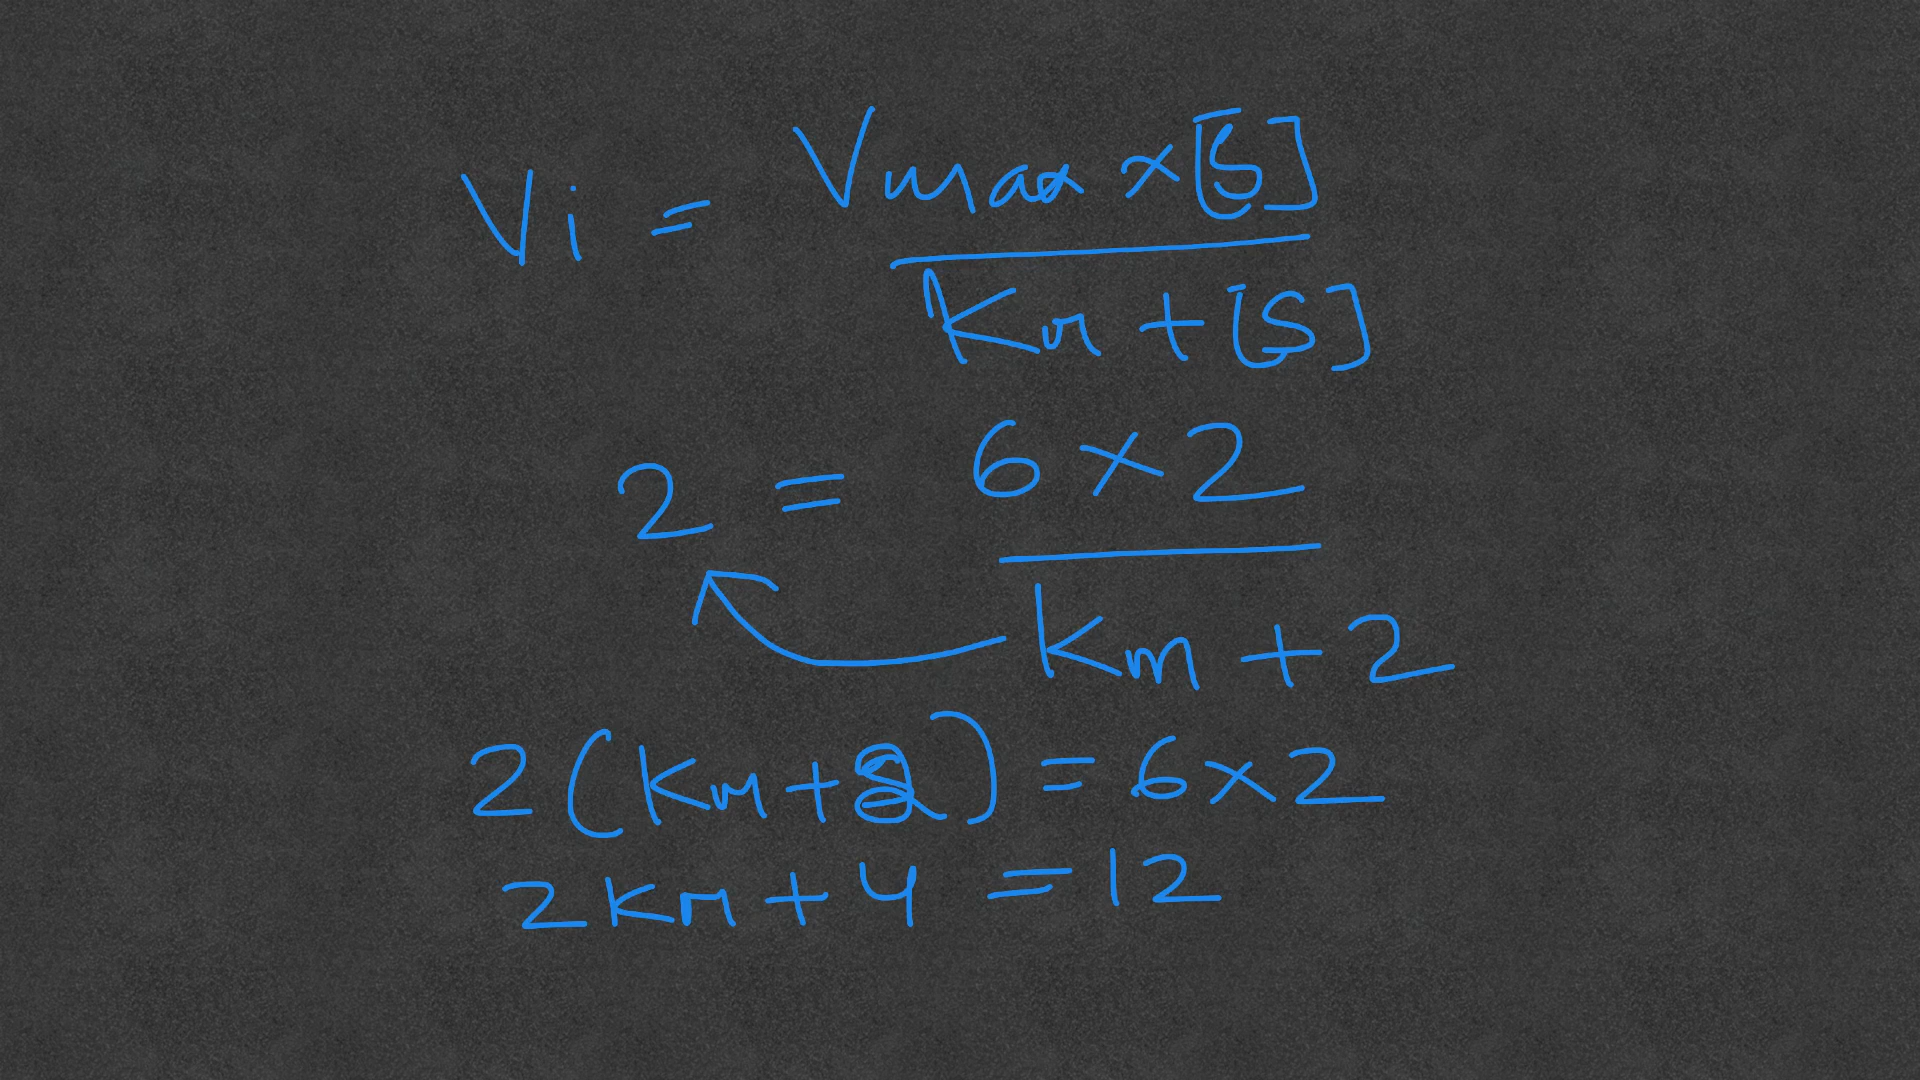 Vi = Vmax × [S]
Km + [S]
2 = 6 × 2
Km + 2
2(Km + 2) = 6 × 2
2Km + 4 = 12